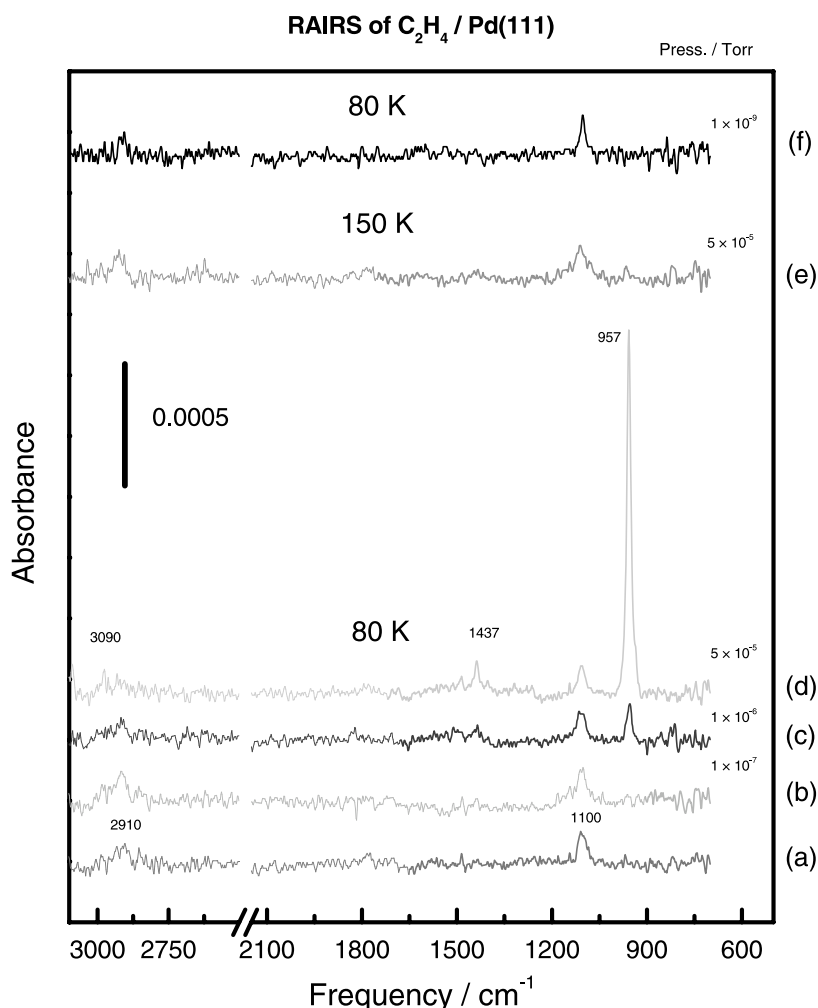 RAIRS of C₂H₄ / Pd(111)
Press. / Torr
80 K
1 × 10⁻⁹
(f)
150 K
5 × 10⁻⁵
(e)
957
0.0005
Absorbance
3090
80 K
1437
5 × 10⁻⁵
(d)
1 × 10⁻⁶
(c)
1 × 10⁻⁷
(b)
2910
1100
(a)
3000 2750 2100 1800 1500 1200 900 600
Frequency / cm⁻¹